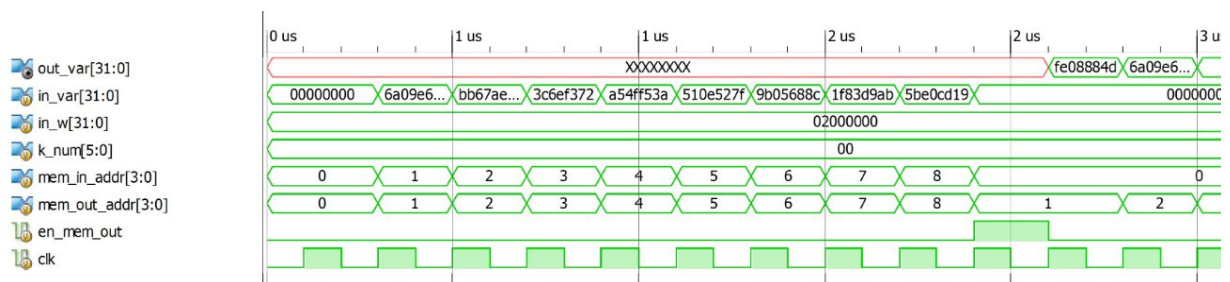 0 us 1 us 1 us 2 us 2 us 3 us
out_var[31:0] XXXXXXXX fe08884d 6a09e6...
in_var[31:0] 00000000 6a09e6... bb67ae... 3c6ef372 a54ff53a 510e527f 9b05688c 1f83d9ab 5be0cd19 0000000
in_w[31:0] 02000000
k_num[5:0] 00
mem_in_addr[3:0] 0 1 2 3 4 5 6 7 8 0
mem_out_addr[3:0] 0 1 2 3 4 5 6 7 8 1 2
en_mem_out
clk